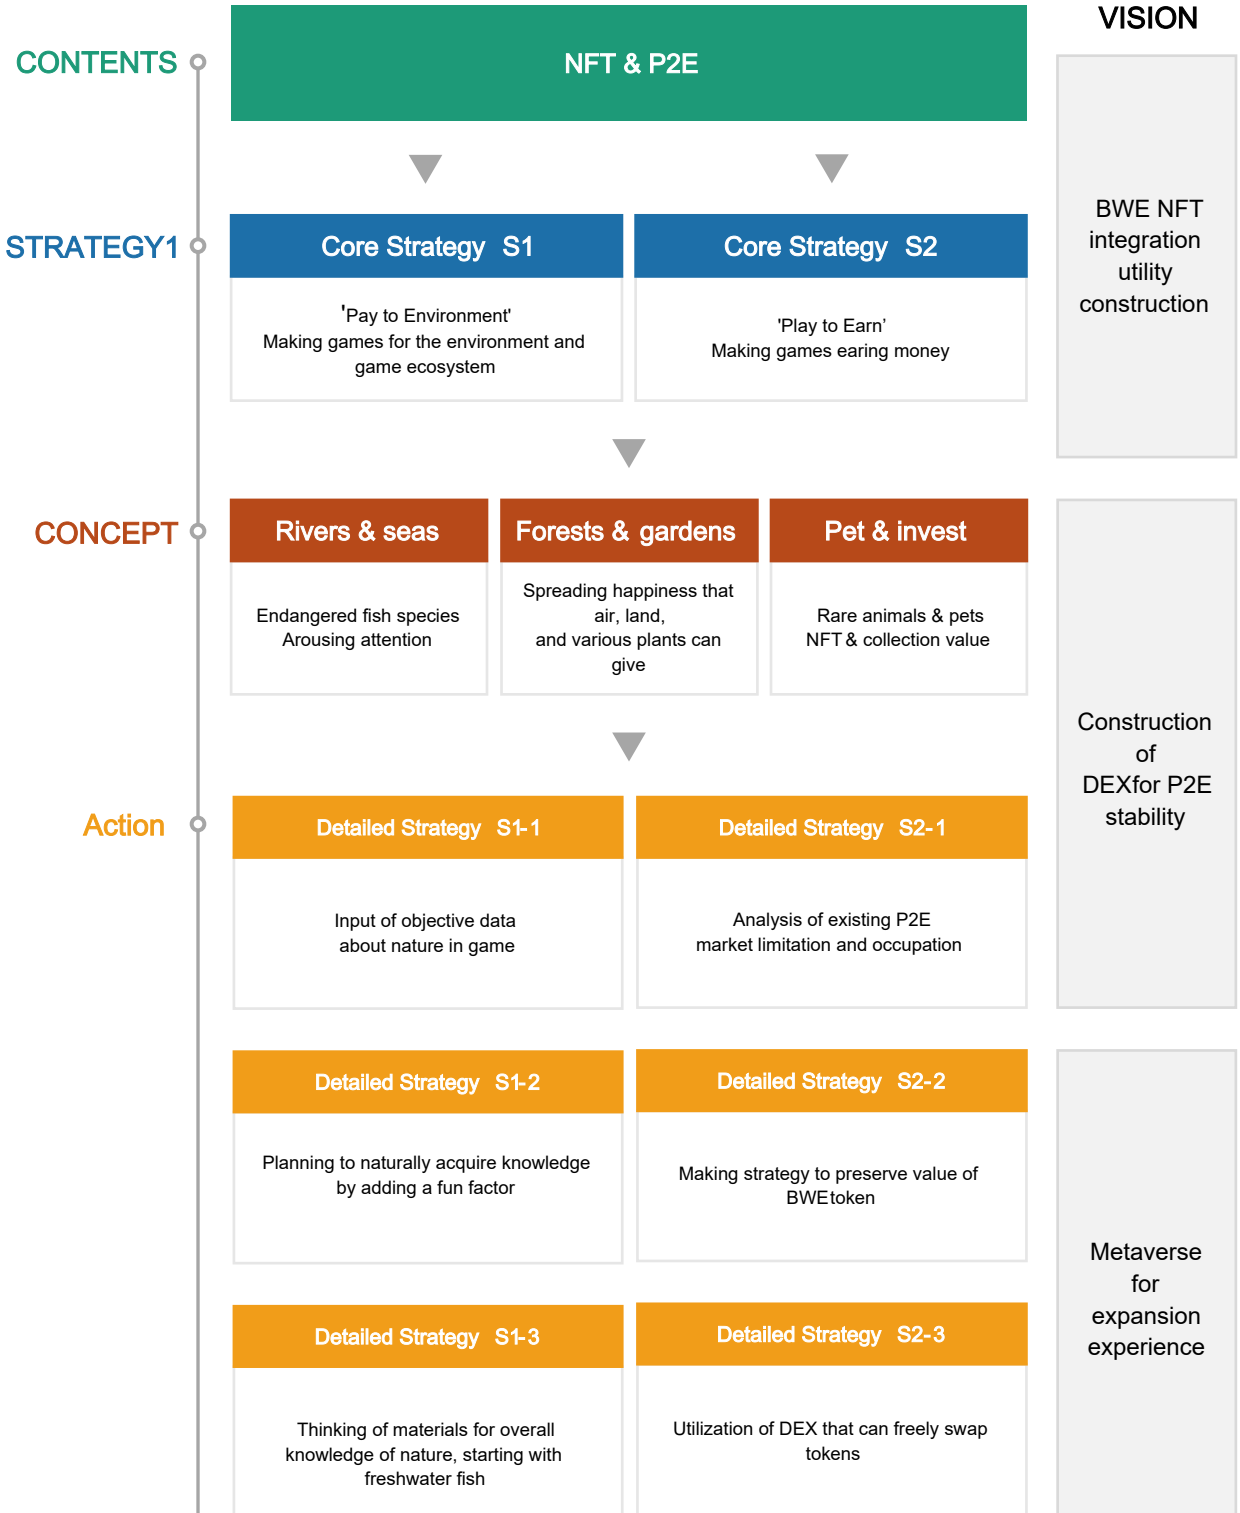 VISION
CONTENTS
NFT & P2E
STRATEGY1
Core Strategy S1
'Pay to Environment'
Making games for the environment and
game ecosystem
Core Strategy S2
'Play to Earn’
Making games earing money
BWE NFT
integration
utility
construction
CONCEPT
Rivers & seas
Endangered fish species
Arousing attention
Forests & gardens
Spreading happiness that
air, land,
and various plants can
give
Pet & invest
Rare animals & pets
NFT & collection value
Construction
of
DEXfor P2E
stability
Action
Detailed Strategy S1-1
Input of objective data
about nature in game
Detailed Strategy S2-1
Analysis of existing P2E
market limitation and occupation
Detailed Strategy S1-2
Planning to naturally acquire knowledge
by adding a fun factor
Detailed Strategy S2-2
Making strategy to preserve value of
BWEtoken
Metaverse
for
expansion
experience
Detailed Strategy S1-3
Thinking of materials for overall
knowledge of nature, starting with
freshwater fish
Detailed Strategy S2-3
Utilization of DEX that can freely swap
tokens